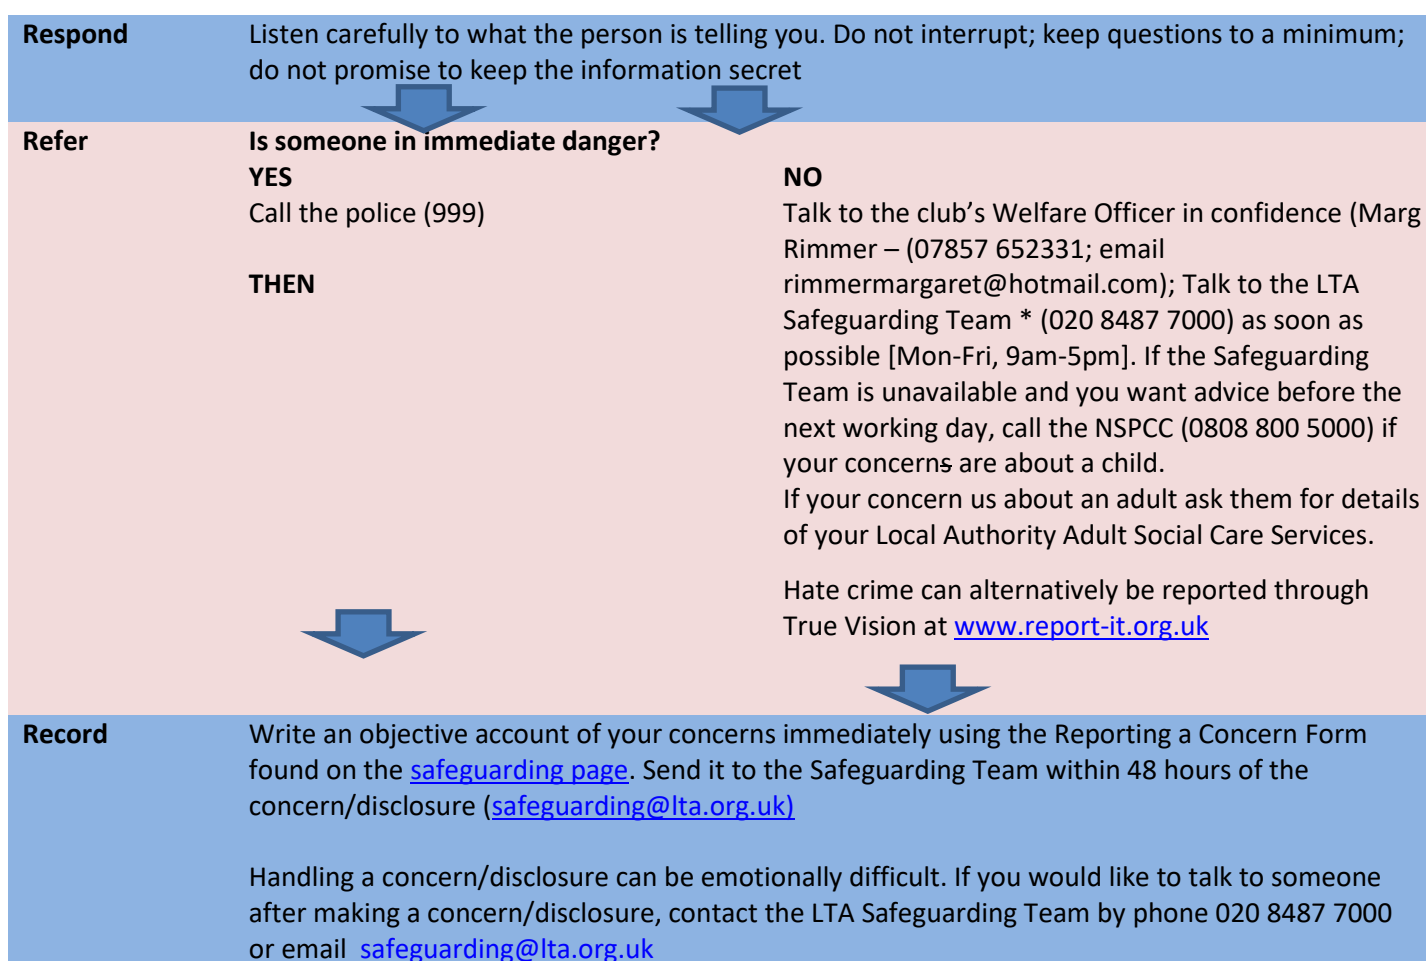 Respond
Listen carefully to what the person is telling you. Do not interrupt; keep questions to a minimum;
do not promise to keep the information secret
Refer
Is someone in immediate danger?
YES
Call the police (999)
THEN
NO
Talk to the club’s Welfare Officer in confidence (Marg
Rimmer – (07857 652331; email
rimmermargaret@hotmail.com); Talk to the LTA
Safeguarding Team * (020 8487 7000) as soon as
possible [Mon-Fri, 9am-5pm]. If the Safeguarding
Team is unavailable and you want advice before the
next working day, call the NSPCC (0808 800 5000) if
your concerns are about a child.
If your concern us about an adult ask them for details
of your Local Authority Adult Social Care Services.
Hate crime can alternatively be reported through
True Vision at www.report-it.org.uk
Record
Write an objective account of your concerns immediately using the Reporting a Concern Form
found on the safeguarding page. Send it to the Safeguarding Team within 48 hours of the
concern/disclosure (safeguarding@lta.org.uk)
Handling a concern/disclosure can be emotionally difficult. If you would like to talk to someone
after making a concern/disclosure, contact the LTA Safeguarding Team by phone 020 8487 7000
or email safeguarding@lta.org.uk